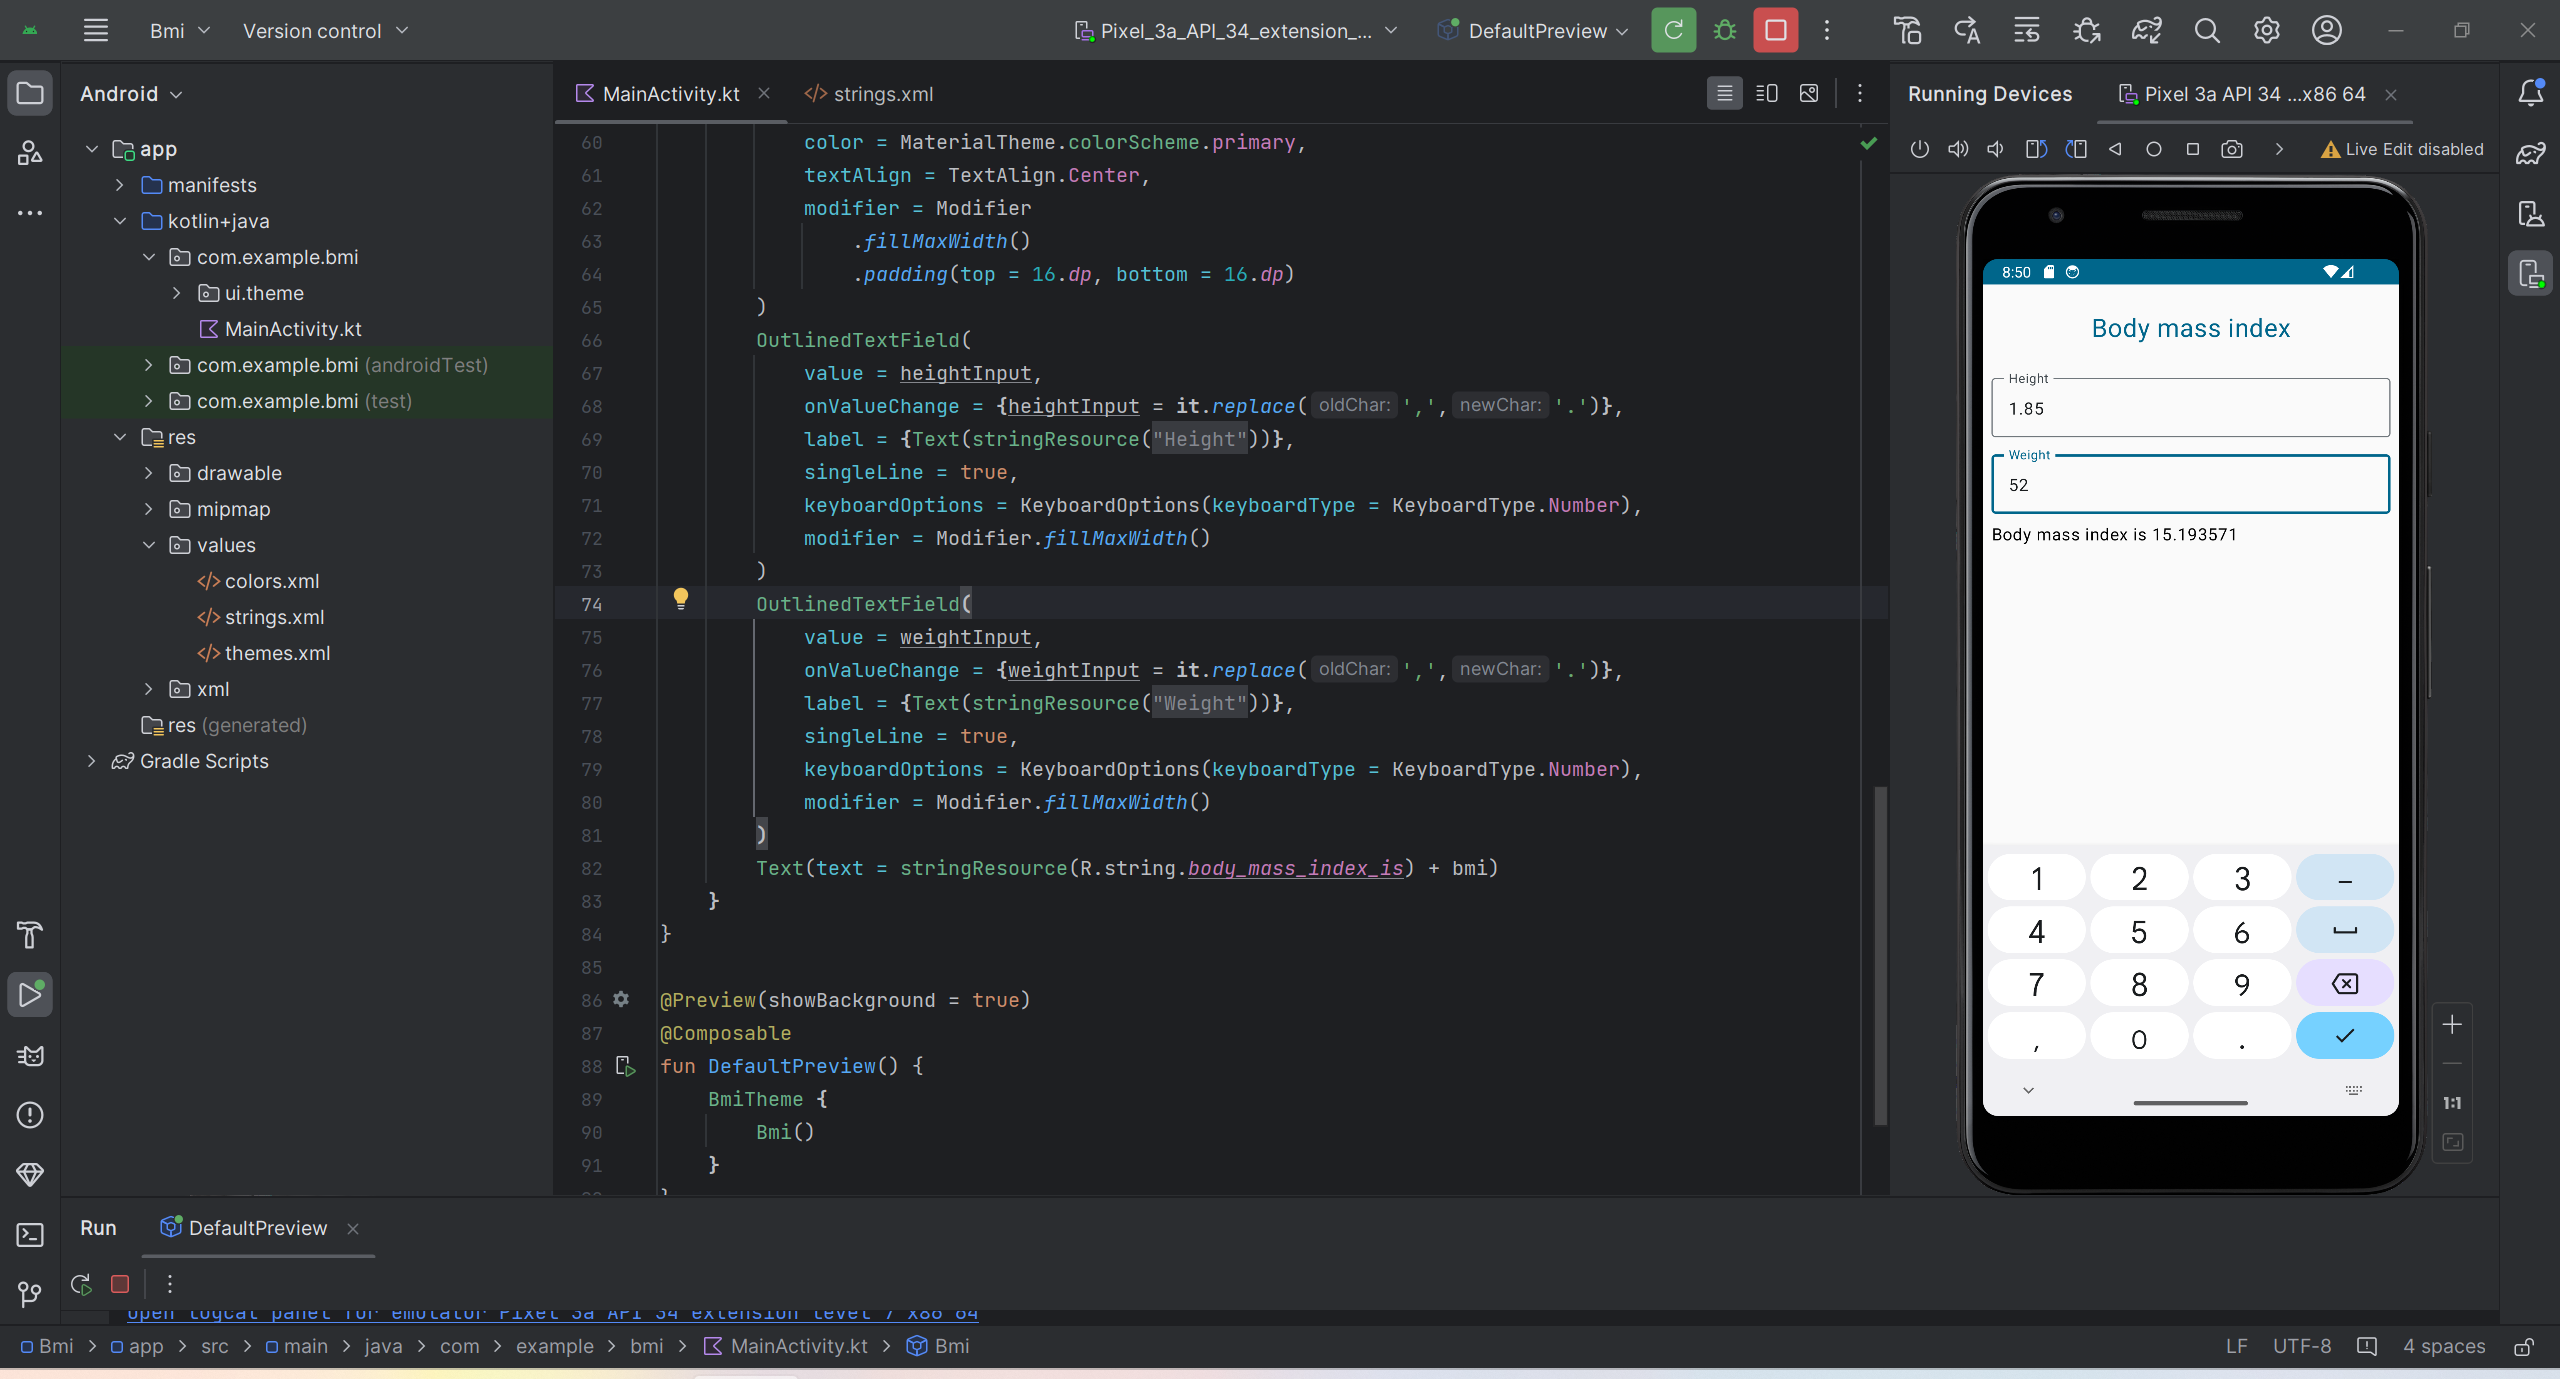 Bmi
Version control
Pixel_3a_API_34_extension_...
DefaultPreview
Android
app
manifests
kotlin+java
com.example.bmi
ui.theme
MainActivity.kt
com.example.bmi (androidTest)
com.example.bmi (test)
res
drawable
mipmap
values
colors.xml
strings.xml
themes.xml
xml
res (generated)
Gradle Scripts
MainActivity.kt
strings.xml
60 color = MaterialTheme.colorScheme.primary,
61 textAlign = TextAlign.Center,
62 modifier = Modifier
63 .fillMaxWidth()
64 .padding(top = 16.dp, bottom = 16.dp)
65 )
66 OutlinedTextField(
67 value = heightInput,
68 onValueChange = {heightInput = it.replace( oldChar: ',', newChar: '.')},
69 label = {Text(stringResource("Height"))},
70 singleLine = true,
71 keyboardOptions = KeyboardOptions(keyboardType = KeyboardType.Number),
72 modifier = Modifier.fillMaxWidth()
73 )
74 OutlinedTextField(
75 value = weightInput,
76 onValueChange = {weightInput = it.replace( oldChar: ',', newChar: '.')},
77 label = {Text(stringResource("Weight"))},
78 singleLine = true,
79 keyboardOptions = KeyboardOptions(keyboardType = KeyboardType.Number),
80 modifier = Modifier.fillMaxWidth()
81 )
82 Text(text = stringResource(R.string.body_mass_index_is) + bmi)
83 }
84 }
85
86 @Preview(showBackground = true)
87 @Composable
88 fun DefaultPreview() {
89 BmiTheme {
90 Bmi()
91 }
Running Devices
Pixel 3a API 34 ...x86 64
Live Edit disabled
8:50
Body mass index
Height
1.85
Weight
52
Body mass index is 15.193571
1 2 3 –
4 5 6
7 8 9
, 0 .
1:1
Run
DefaultPreview
open logcat panel for emulator Pixel 3a API 34 extension level 7 x86 64
Bmi > app > src > main > java > com > example > bmi > MainActivity.kt > Bmi
LF
UTF-8
4 spaces